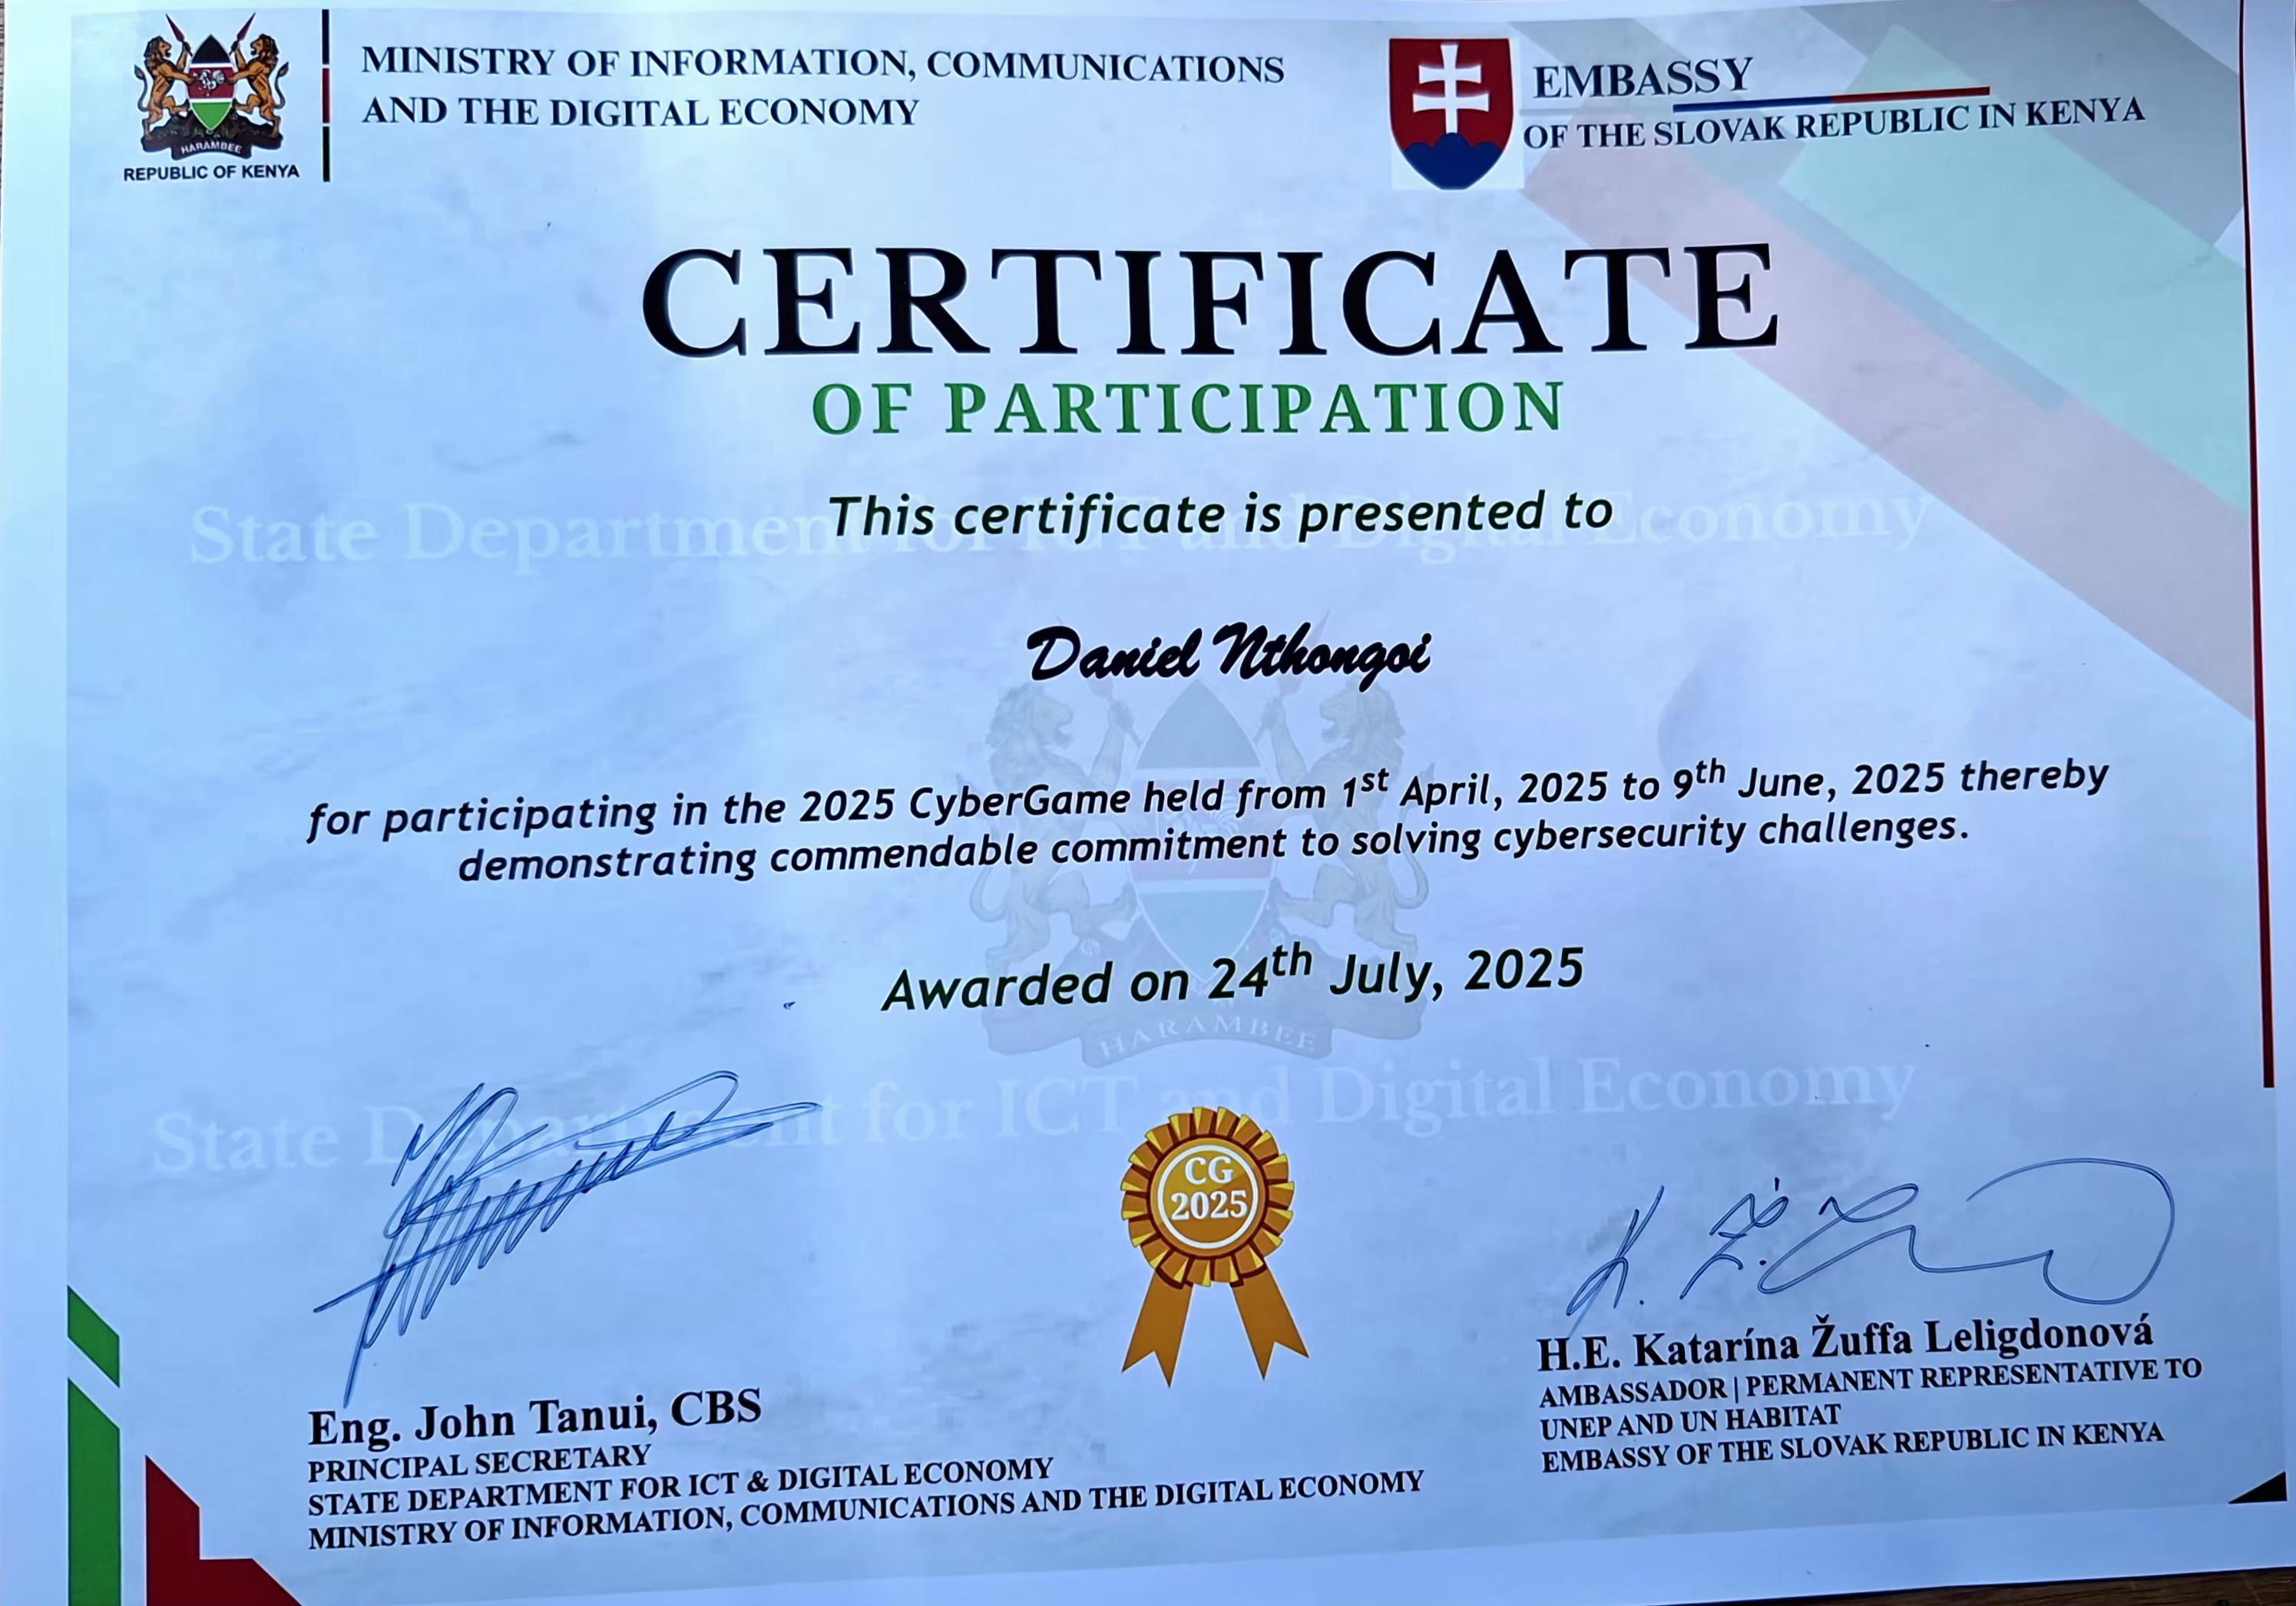 HARAMBEE
REPUBLIC OF KENYA
MINISTRY OF INFORMATION, COMMUNICATIONS
AND THE DIGITAL ECONOMY
EMBASSY
OF THE SLOVAK REPUBLIC IN KENYA
CERTIFICATE
OF PARTICIPATION
State Department for ICT and Digital Economy
This certificate is presented to
Daniel Nthongoi
for participating in the 2025 CyberGame held from 1st April, 2025 to 9th June, 2025 thereby
demonstrating commendable commitment to solving cybersecurity challenges.
Awarded on 24th July, 2025
HARAMBEE
State Department for ICT and Digital Economy
CG
2025
K. Ž.
Eng. John Tanui, CBS
PRINCIPAL SECRETARY
STATE DEPARTMENT FOR ICT & DIGITAL ECONOMY
MINISTRY OF INFORMATION, COMMUNICATIONS AND THE DIGITAL ECONOMY
H.E. Katarína Žuffa Leligdonová
AMBASSADOR | PERMANENT REPRESENTATIVE TO
UNEP AND UN HABITAT
EMBASSY OF THE SLOVAK REPUBLIC IN KENYA